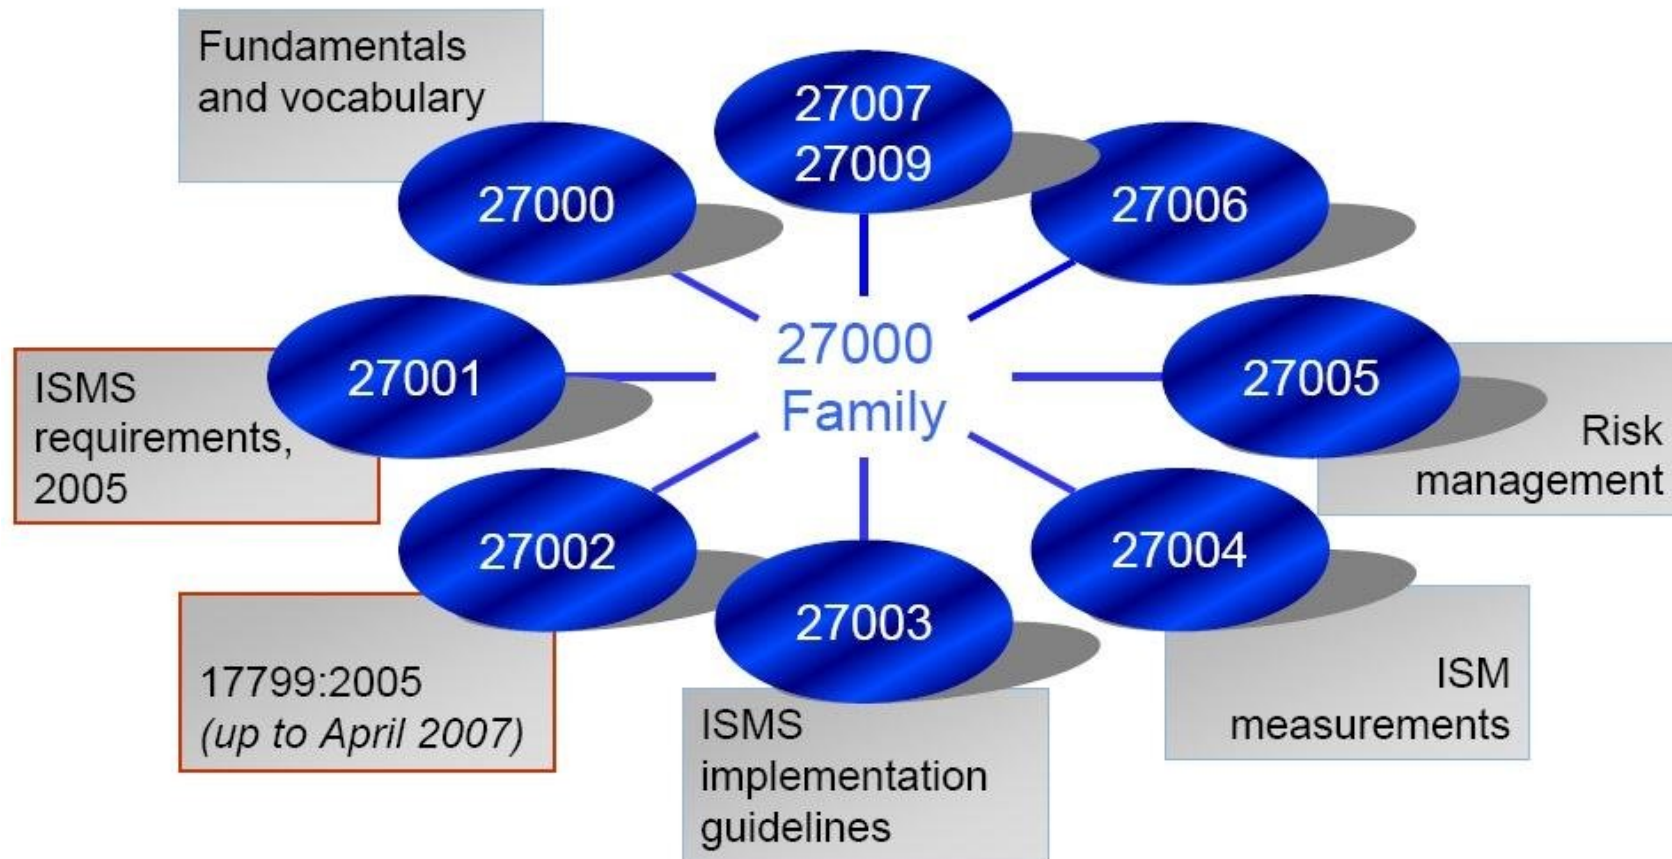 Fundamentals
and vocabulary
27000
27007
27009
27006
27000
Family
27001
ISMS
requirements,
2005
27005
Risk
management
27002
17799:2005
(up to April 2007)
27003
ISMS
implementation
guidelines
27004
ISM
measurements